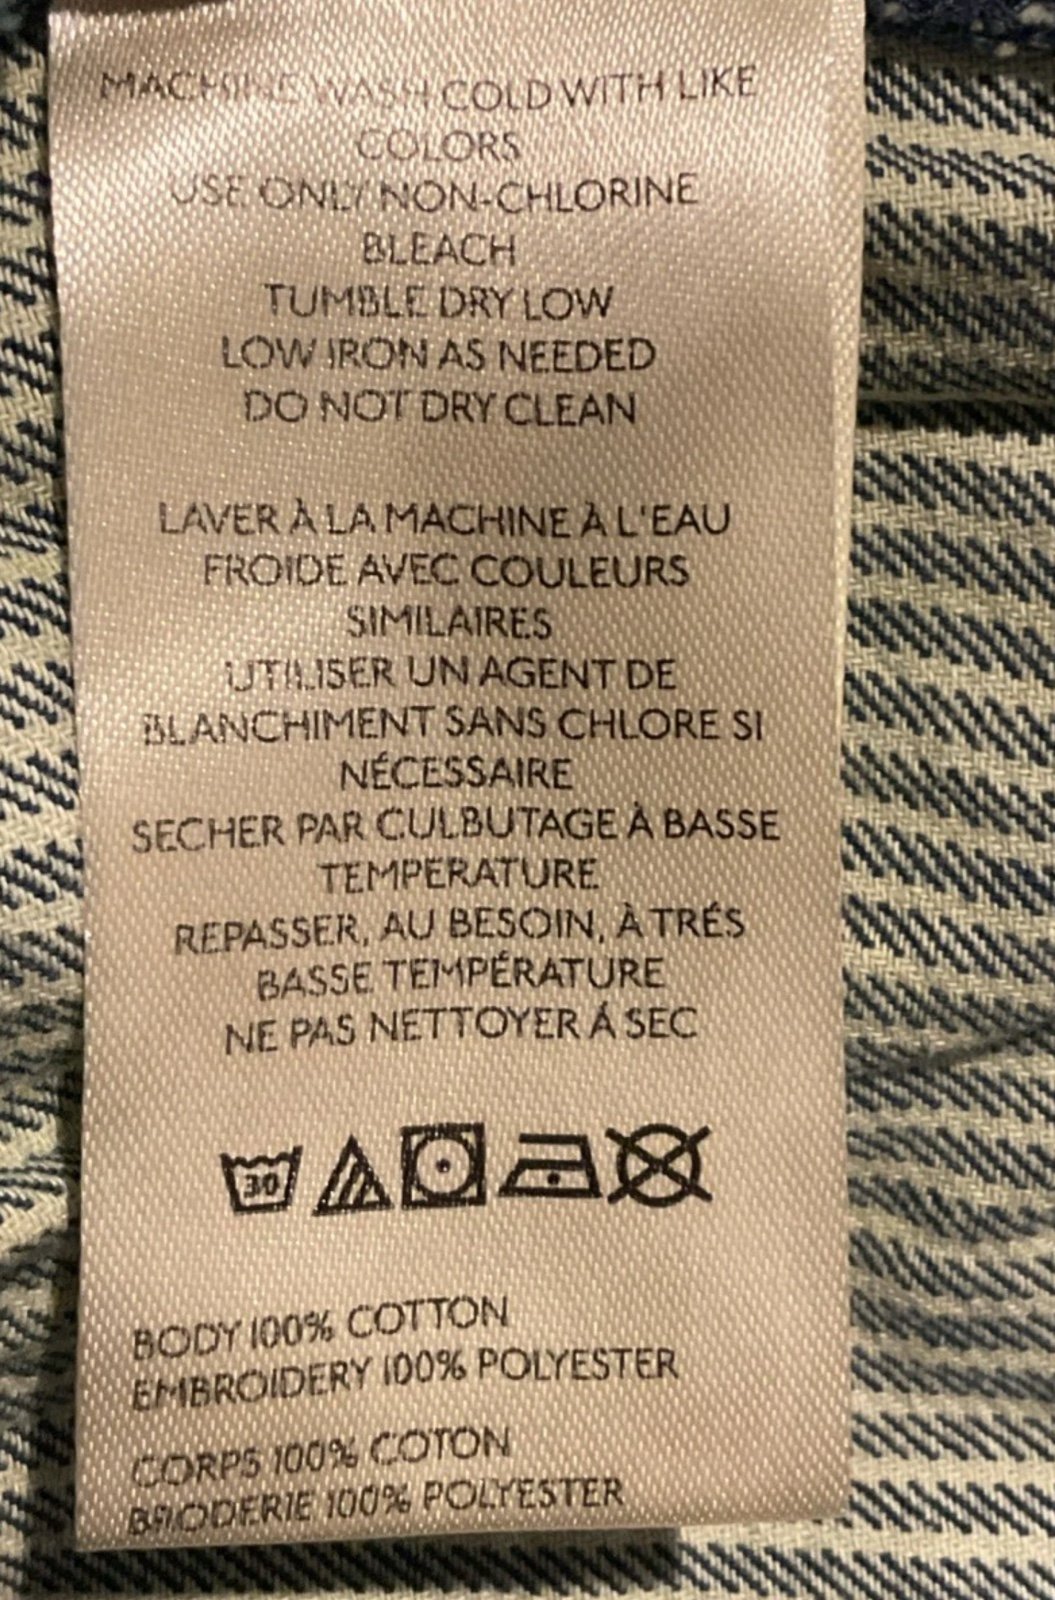 MACHINE WASH COLD WITH LIKE
COLORS
USE ONLY NON-CHLORINE
BLEACH
TUMBLE DRY LOW
LOW IRON AS NEEDED
DO NOT DRY CLEAN
LAVER À LA MACHINE À L'EAU
FROIDE AVEC COULEURS
SIMILAIRES
UTILISER UN AGENT DE
BLANCHIMENT SANS CHLORE SI
NÉCESSAIRE
SECHER PAR CULBUTAGE À BASSE
TEMPERATURE
REPASSER, AU BESOIN, À TRÉS
BASSE TEMPÉRATURE
NE PAS NETTOYER Á SEC
30
BODY 100% COTTON
EMBROIDERY 100% POLYESTER
CORPS 100% COTON
BRODERIE 100% POLYESTER